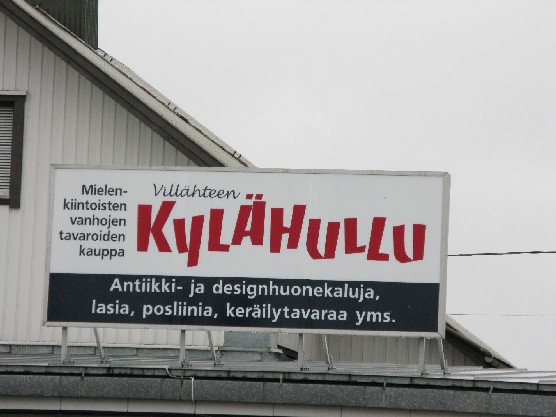 Mielen-
kiintoisten
vanhojen
tavaroiden
kauppa
Villähteen
KYLÄHULLU
Antiikki- ja designhuonekaluja,
lasia, posliinia, keräilytavaraa yms.